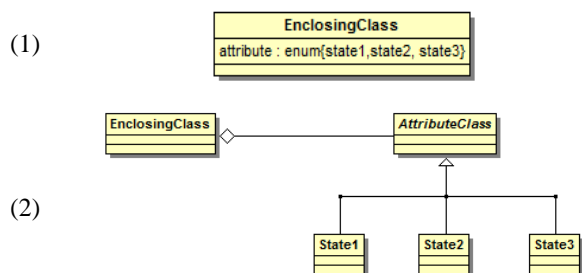 (1)
EnclosingClass
attribute : enum{state1,state2, state3}
(2)
EnclosingClass
AttributeClass
State1
State2
State3